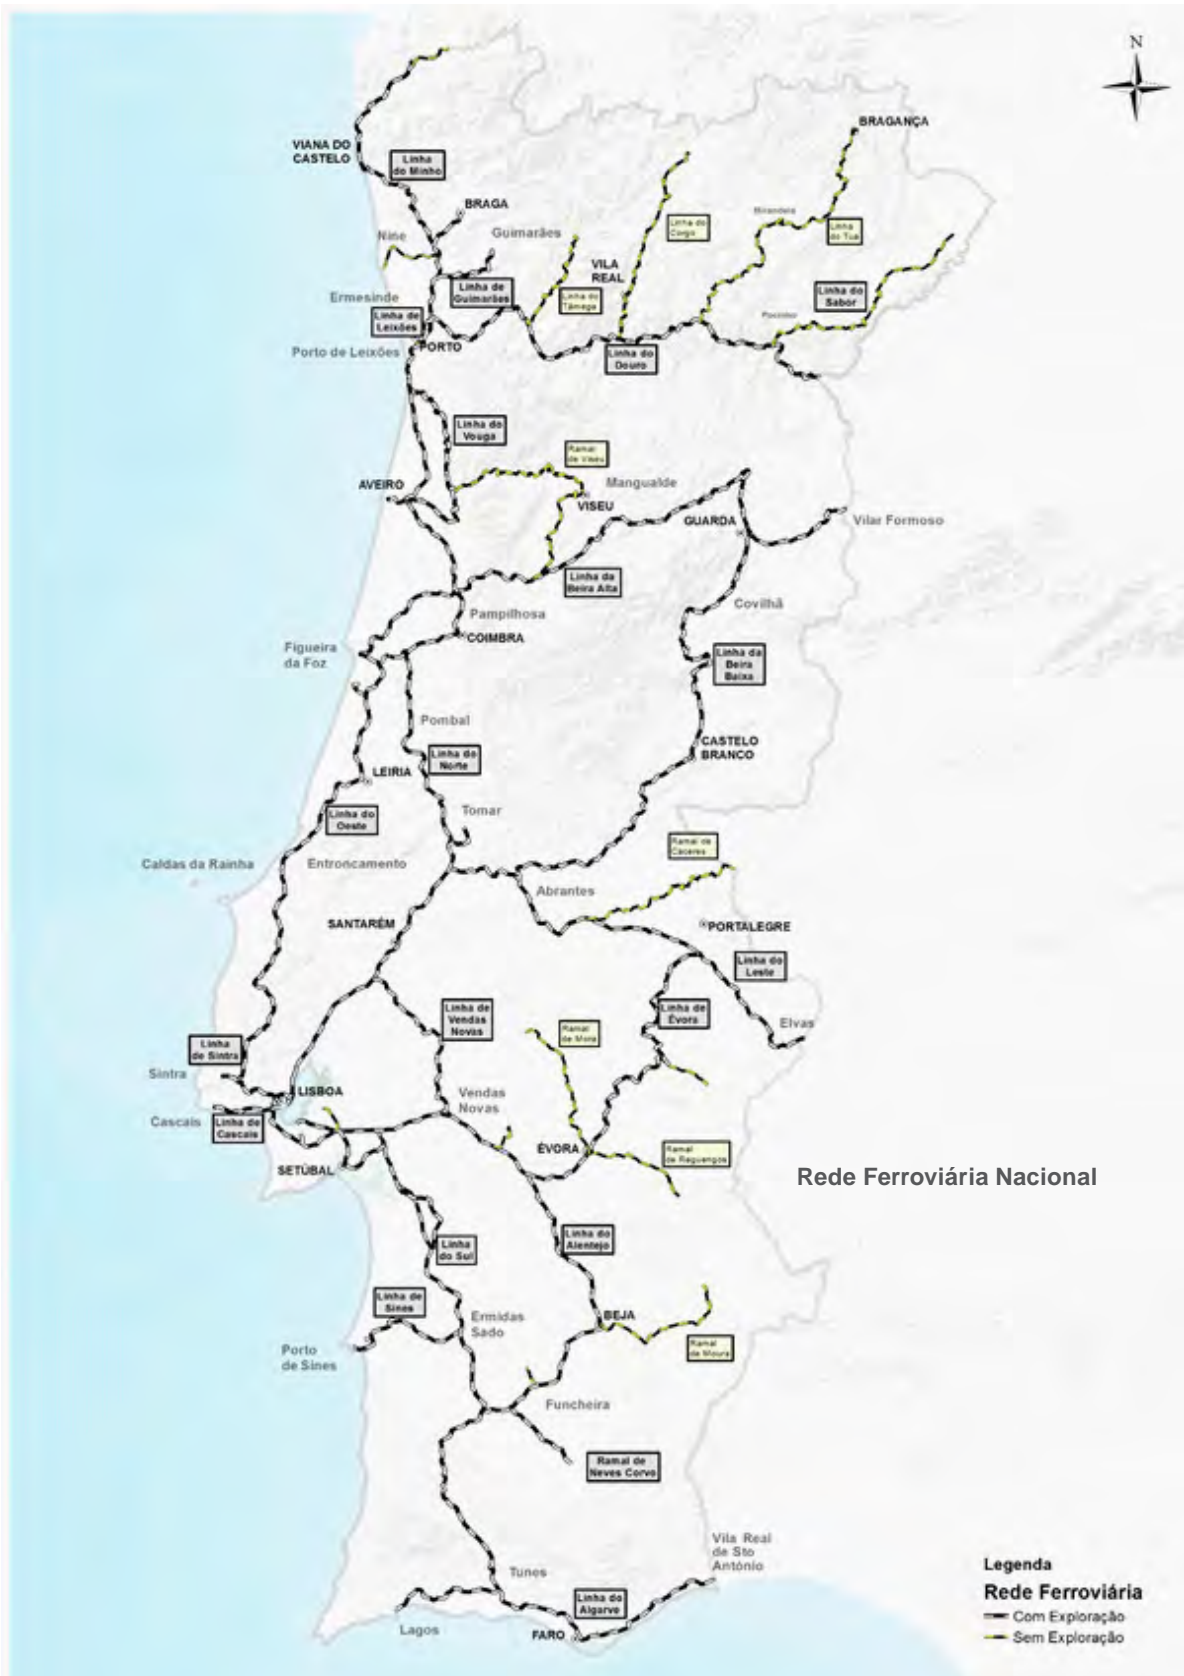 N
BRAGANÇA
VIANA DO
CASTELO
Linha
do Minho
BRAGA
Mirandela
Nine
Guimarães
Linha do
Corgo
Linha
do Tua
VILA
REAL
Ermesinde
Linha de
Guimarães
Linha do
Tâmega
Linha do
Sabor
Linha de
Leixões
Pocinho
Porto de Leixões
PORTO
Linha do
Douro
Linha do
Vouga
Ramal
de Viseu
AVEIRO
Mangualde
VISEU
GUARDA
Vilar Formoso
Linha da
Beira Alta
Covilhã
Pampilhosa
COIMBRA
Figueira
da Foz
Linha da
Beira
Baixa
Pombal
CASTELO
BRANCO
Linha do
Norte
LEIRIA
Linha do
Oeste
Tomar
Ramal de
Caceres
Caldas da Rainha
Entroncamento
Abrantes
SANTARÉM
PORTALEGRE
Linha do
Leste
Linha de
Vendas
Novas
Linha de
Évora
Elvas
Ramal
de Mora
Linha
de Sintra
Sintra
LISBOA
Vendas
Novas
Cascais
Linha de
Cascais
ÉVORA
Ramal
de Reguengos
SETÚBAL
Rede Ferroviária Nacional
Linha
do Sul
Linha do
Alentejo
Linha de
Sines
Ermidas
Sado
BEJA
Porto
de Sines
Ramal
de Moura
Funcheira
Ramal de
Neves Corvo
Vila Real
de Sto
António
Tunes
Linha do
Algarve
Lagos
FARO
Legenda
Rede Ferroviária
Com Exploração
Sem Exploração